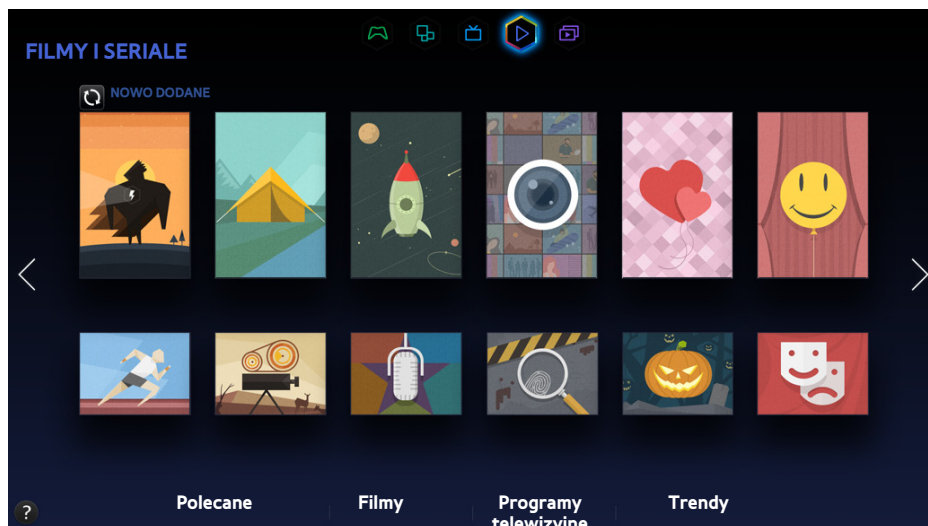 FILMY I SERIALE
NOWO DODANE
Polecane Filmy Programy Trendy
telewizyjne
?